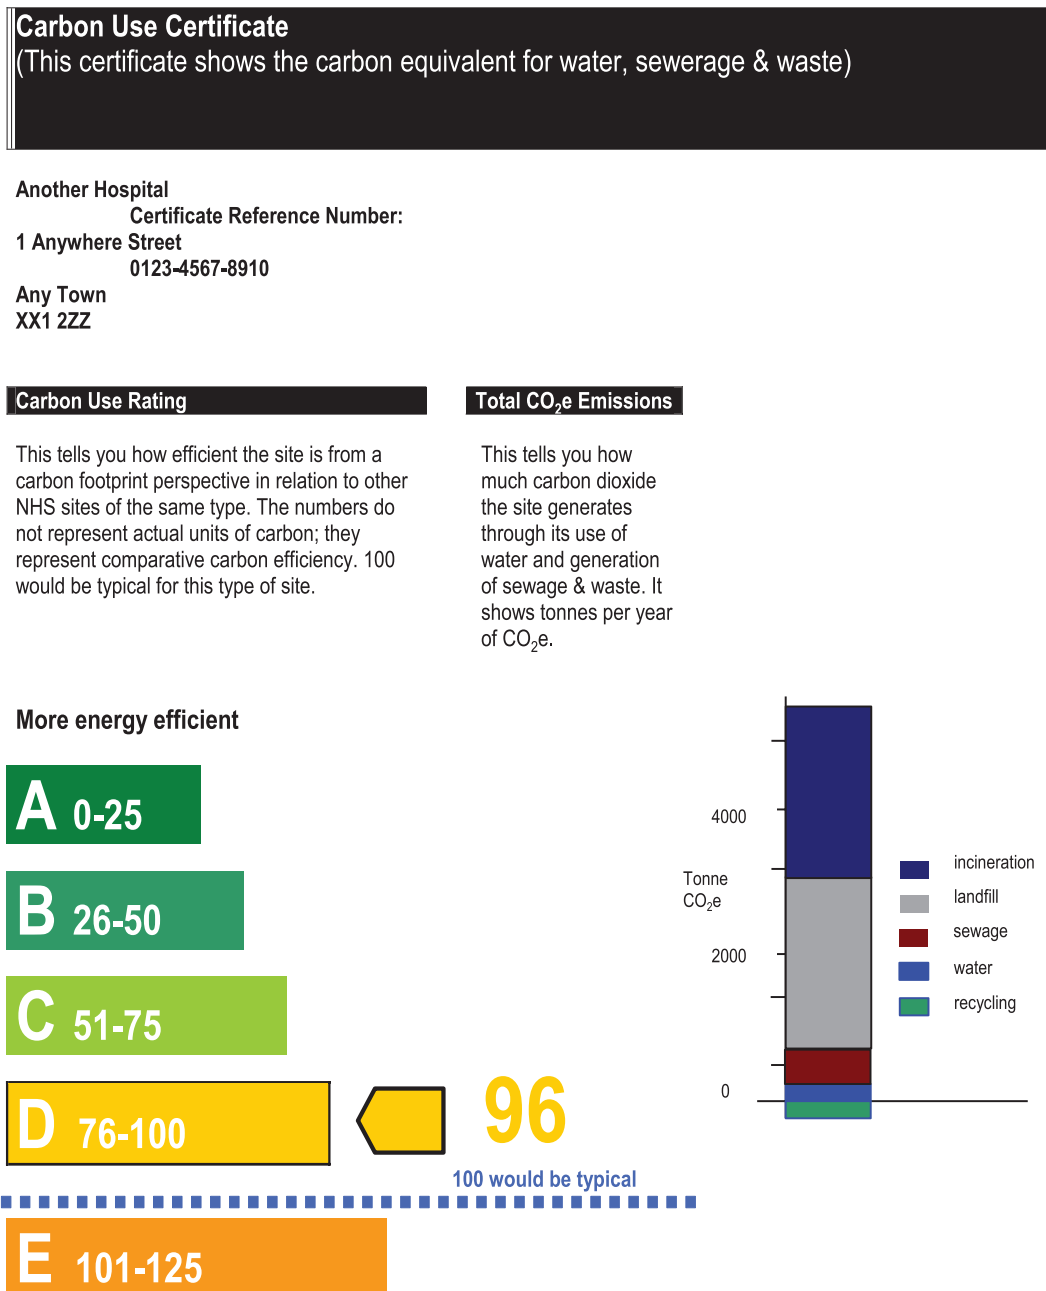 Carbon Use Certificate
(This certificate shows the carbon equivalent for water, sewerage & waste)
Another Hospital
Certificate Reference Number:
1 Anywhere Street
0123-4567-8910
Any Town
XX1 2ZZ
Carbon Use Rating
This tells you how efficient the site is from a
carbon footprint perspective in relation to other
NHS sites of the same type. The numbers do
not represent actual units of carbon; they
represent comparative carbon efficiency. 100
would be typical for this type of site.
Total CO₂e Emissions
This tells you how
much carbon dioxide
the site generates
through its use of
water and generation
of sewage & waste. It
shows tonnes per year
of CO₂e.
More energy efficient
A 0-25
B 26-50
C 51-75
D 76-100
96
100 would be typical
E 101-125
4000
Tonne
CO₂e
2000
0
incineration
landfill
sewage
water
recycling